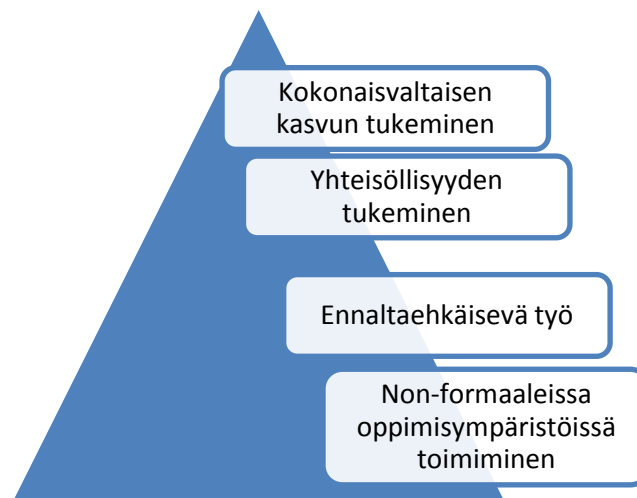 Kokonaisvaltaisen
kasvun tukeminen
Yhteisöllisyyden
tukeminen
Ennaltaehkäisevä työ
Non-formaaleissa
oppimisympäristöissä
toimiminen